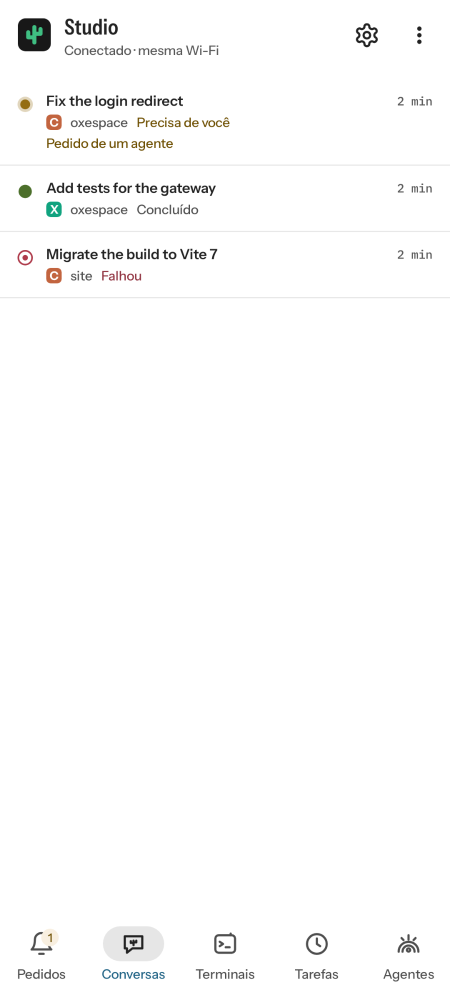 Studio
Conectado · mesma Wi-Fi
Fix the login redirect 2 min
C oxespace Precisa de você
Pedido de um agente
Add tests for the gateway 2 min
X oxespace Concluído
Migrate the build to Vite 7 2 min
C site Falhou
1
Pedidos Conversas Terminais Tarefas Agentes